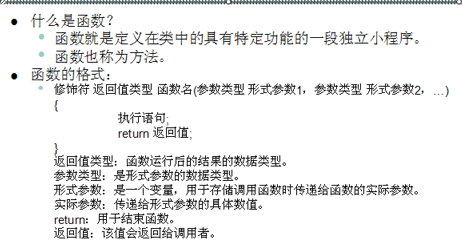 什么是函数？
函数就是定义在类中的具有特定功能的一段独立小程序。
函数也称为方法。
函数的格式：
修饰符 返回值类型 函数名(参数类型 形式参数1，参数类型 形式参数2，…)
{
执行语句;
return 返回值;
}
返回值类型：函数运行后的结果的数据类型。
参数类型：是形式参数的数据类型。
形式参数：是一个变量，用于存储调用函数时传递给函数的实际参数。
实际参数：传递给形式参数的具体数值。
return：用于结束函数。
返回值：该值会返回给调用者。